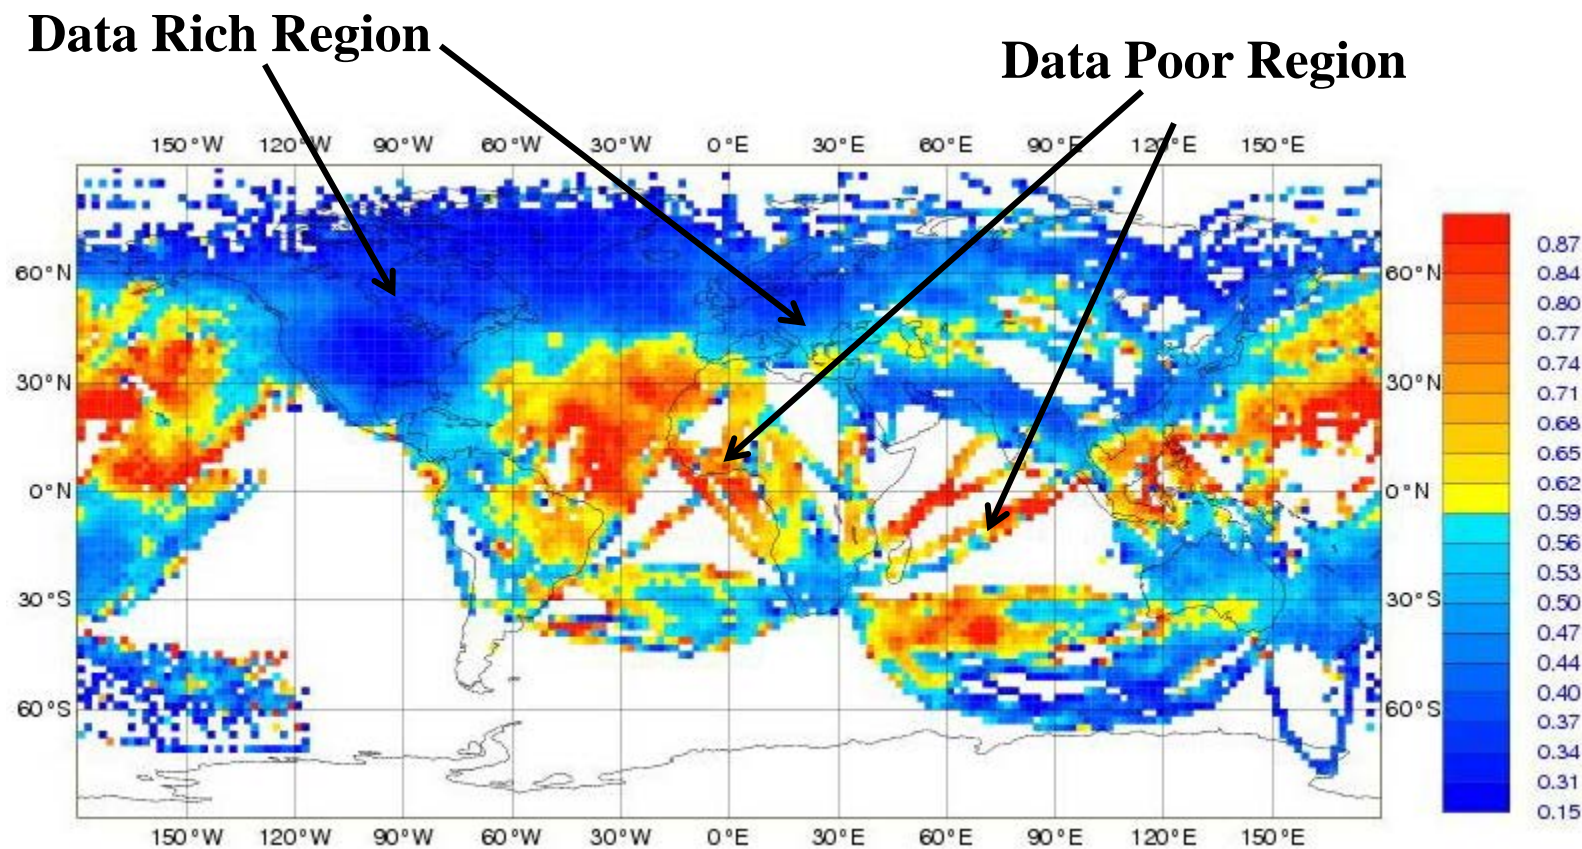 Data Rich Region
Data Poor Region
150°W 120°W 90°W 60°W 30°W 0°E 30°E 60°E 90°E 120°E 150°E
60°N 60°N
30°N 30°N
0°N 0°N
30°S 30°S
60°S 60°S
150°W 120°W 90°W 60°W 30°W 0°E 30°E 60°E 90°E 120°E 150°E
0.87
0.84
0.80
0.77
0.74
0.71
0.68
0.65
0.62
0.59
0.56
0.53
0.50
0.47
0.44
0.40
0.37
0.34
0.31
0.15